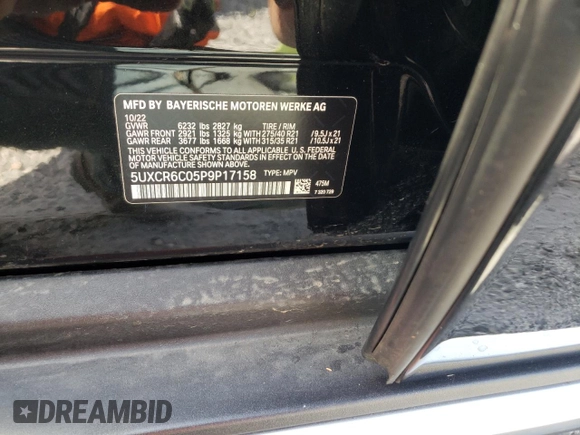 MFD BY BAYERISCHE MOTOREN WERKE AG
10/22
GVWR 6232 lbs 2827 kg TIRE / RIM
GAWR FRONT 2921 lbs 1325 kg WITH 275/40 R21 /9.5J x 21
GAWR REAR 3677 lbs 1668 kg WITH 315/35 R21 /10.5J x 21
THIS VEHICLE CONFORMS TO ALL APPLICABLE U. S. FEDERAL
MOTOR VEHICLE SAFETY STANDARDS IN EFFECT ON THE
DATE OF MANUFACTURE SHOWN ABOVE.
5UXCR6C05P9P17158 TYPE: MPV
475M
7 320 729
DREAMBID